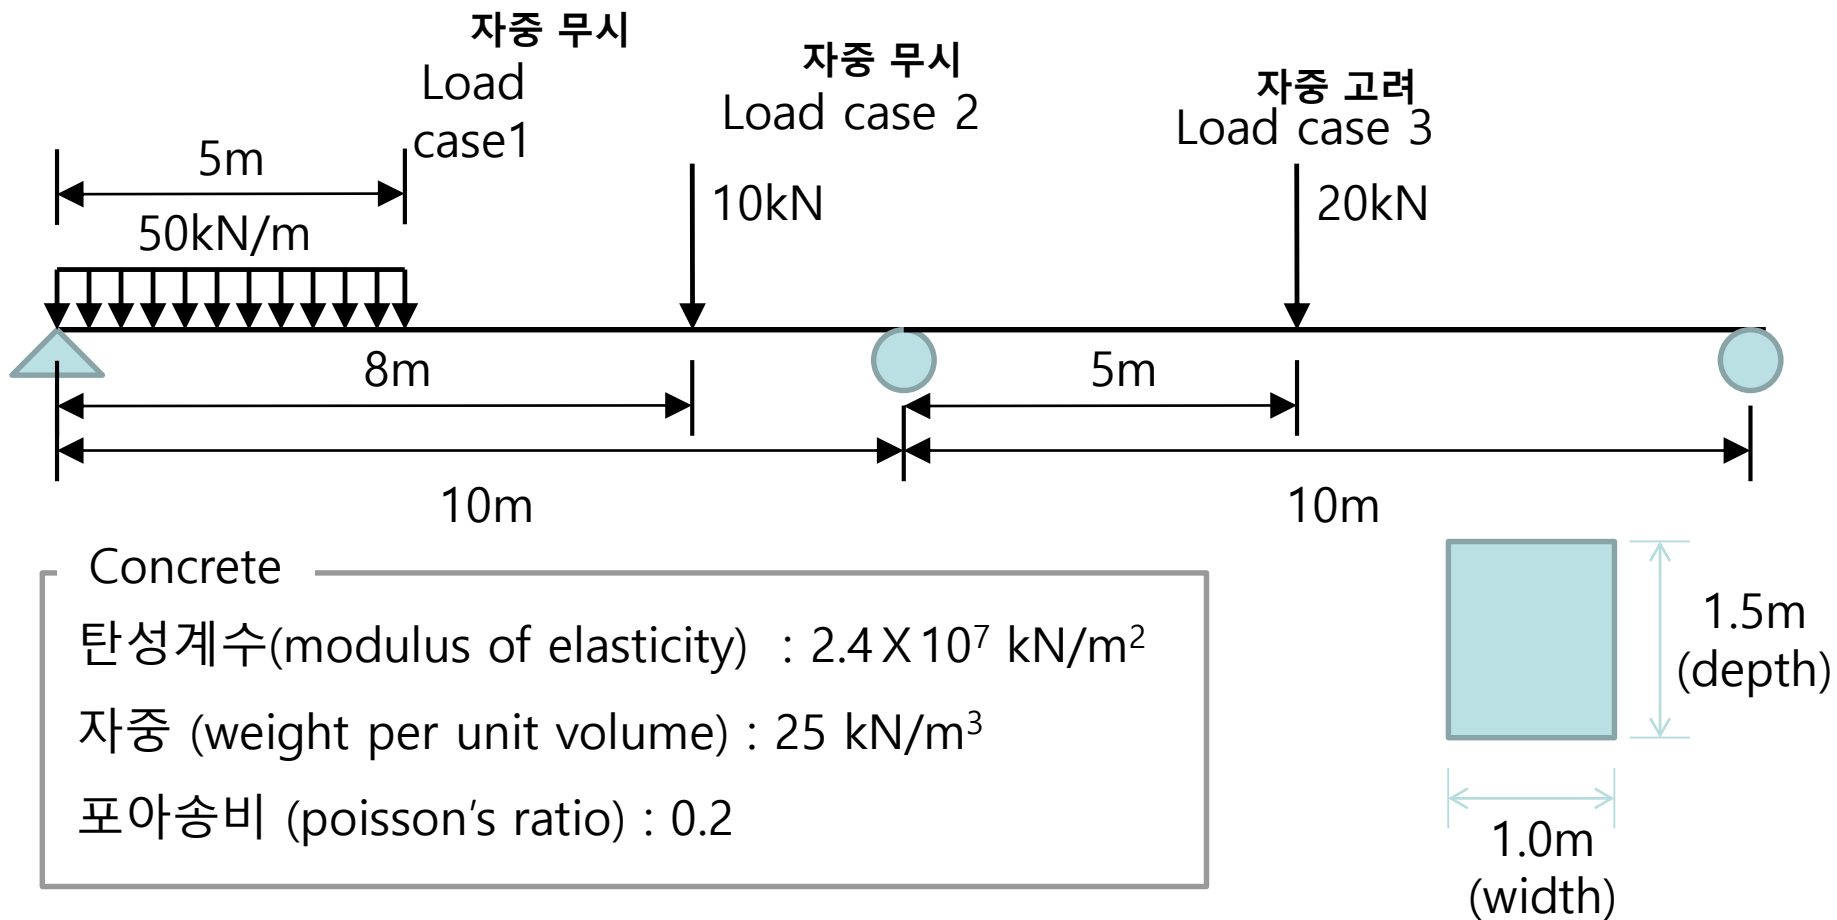 자중 무시
Load
case1
자중 무시
Load case 2
자중 고려
Load case 3
5m
50kN/m
10kN
20kN
8m
5m
10m
10m
Concrete
탄성계수(modulus of elasticity) : 2.4X10⁷ kN/m²
자중 (weight per unit volume) : 25 kN/m³
포아송비 (poisson's ratio) : 0.2
1.5m
(depth)
1.0m
(width)